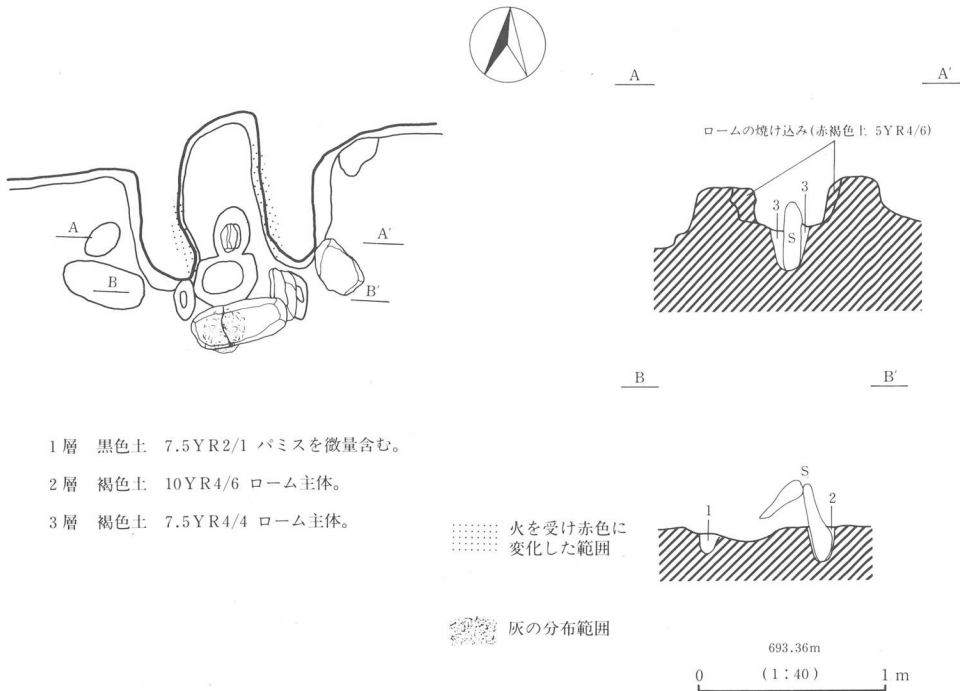 A A'
ロームの焼け込み(赤褐色土 5YR4/6)
3
3
S
A A'
B B'
B B'
S
1 2
1層 黒色土 7.5YR2/1 パミスを微量含む。
2層 褐色土 10YR4/6 ローム主体。
3層 褐色土 7.5YR4/4 ローム主体。
火を受け赤色に
変化した範囲
灰の分布範囲
693.36m
0 (1:40) 1m